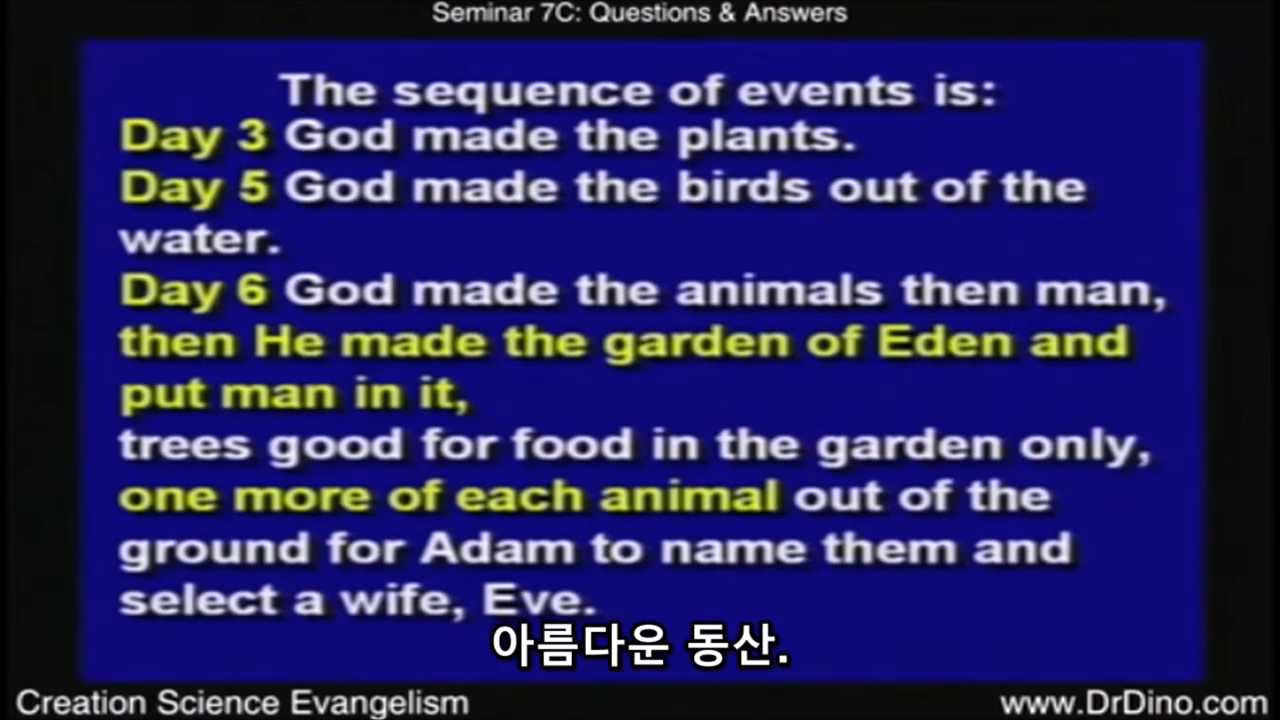 Seminar 7C: Questions & Answers
The sequence of events is:
Day 3 God made the plants.
Day 5 God made the birds out of the
water.
Day 6 God made the animals then man,
then He made the garden of Eden and
put man in it,
trees good for food in the garden only,
one more of each animal out of the
ground for Adam to name them and
select a wife, Eve.
아름다운 동산.
Creation Science Evangelism
www.DrDino.com